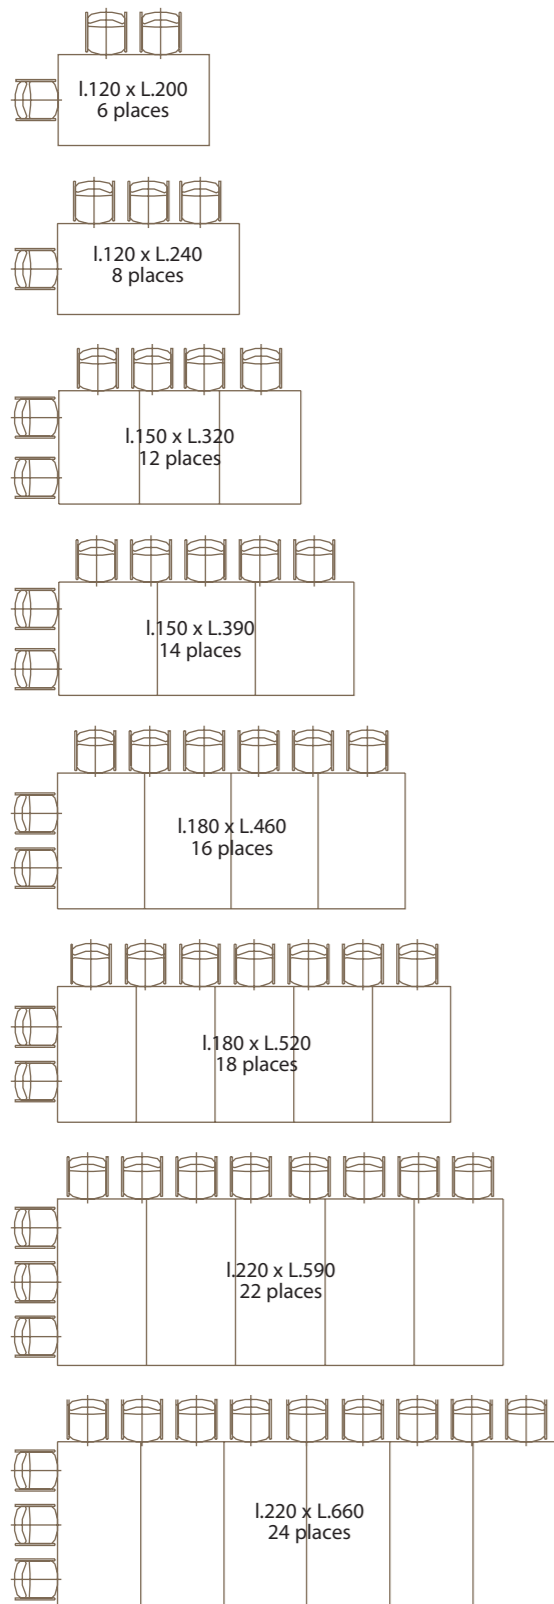 l.120 x L.200
6 places
l.120 x L.240
8 places
l.150 x L.320
12 places
l.150 x L.390
14 places
l.180 x L.460
16 places
l.180 x L.520
18 places
l.220 x L.590
22 places
l.220 x L.660
24 places